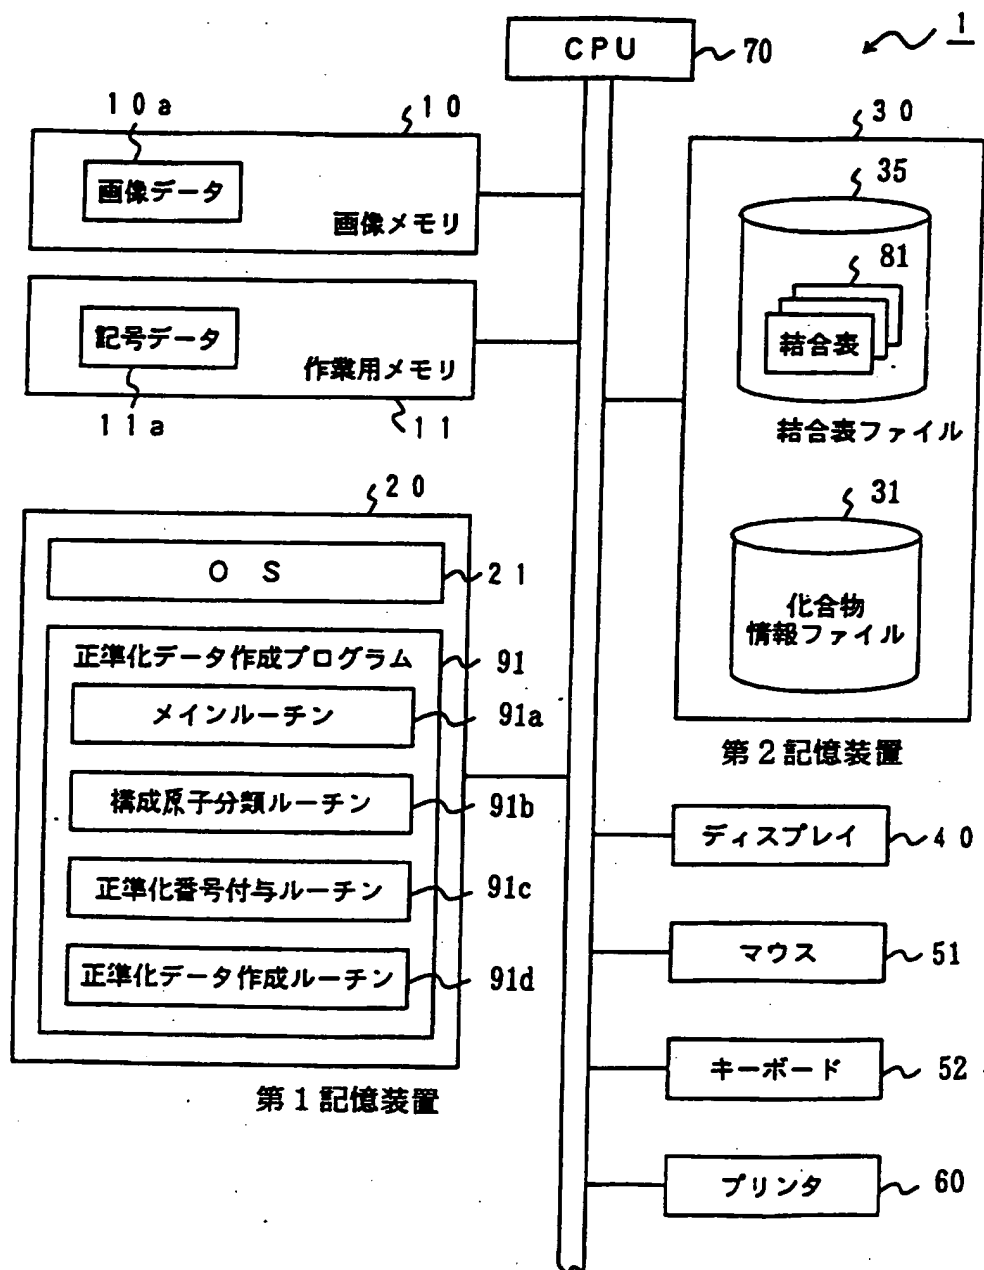 CPU
70
1
10a
10
画像データ
画像メモリ
記号データ
作業用メモリ
11a
11
30
35
81
結合表
結合表ファイル
31
化合物
情報ファイル
第2記憶装置
20
OS
21
正準化データ作成プログラム
91
メインルーチン
91a
構成原子分類ルーチン
91b
正準化番号付与ルーチン
91c
正準化データ作成ルーチン
91d
第1記憶装置
ディスプレイ
40
マウス
51
キーボード
52
プリンタ
60